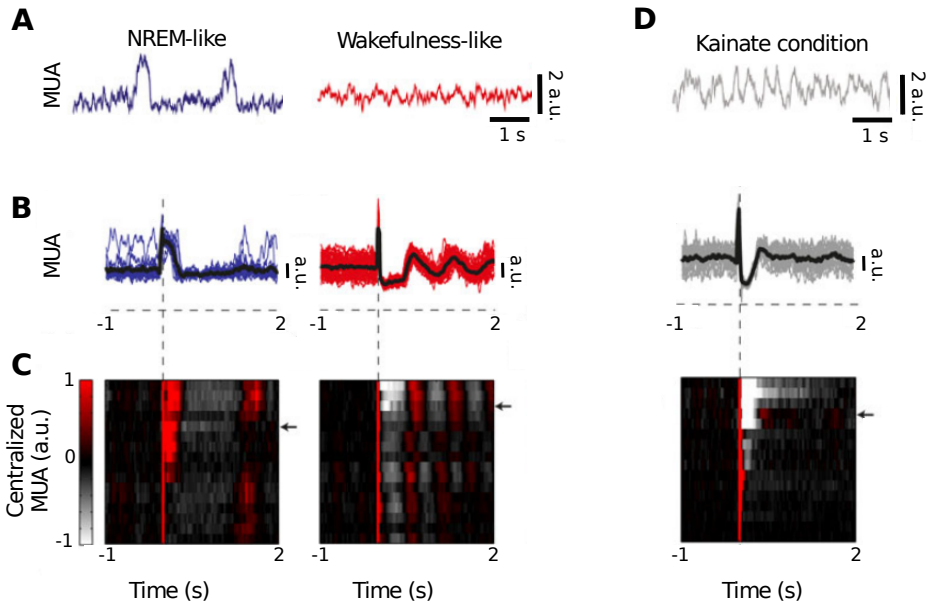 A
NREM-like
Wakefulness-like
MUA
2 a.u.
1 s
D
Kainate condition
2 a.u.
1 s
B
MUA
a.u.
a.u.
a.u.
-1
2
-1
2
-1
2
C
Centralized
MUA (a.u.)
1
0
-1
-1
2
-1
2
-1
2
Time (s)
Time (s)
Time (s)